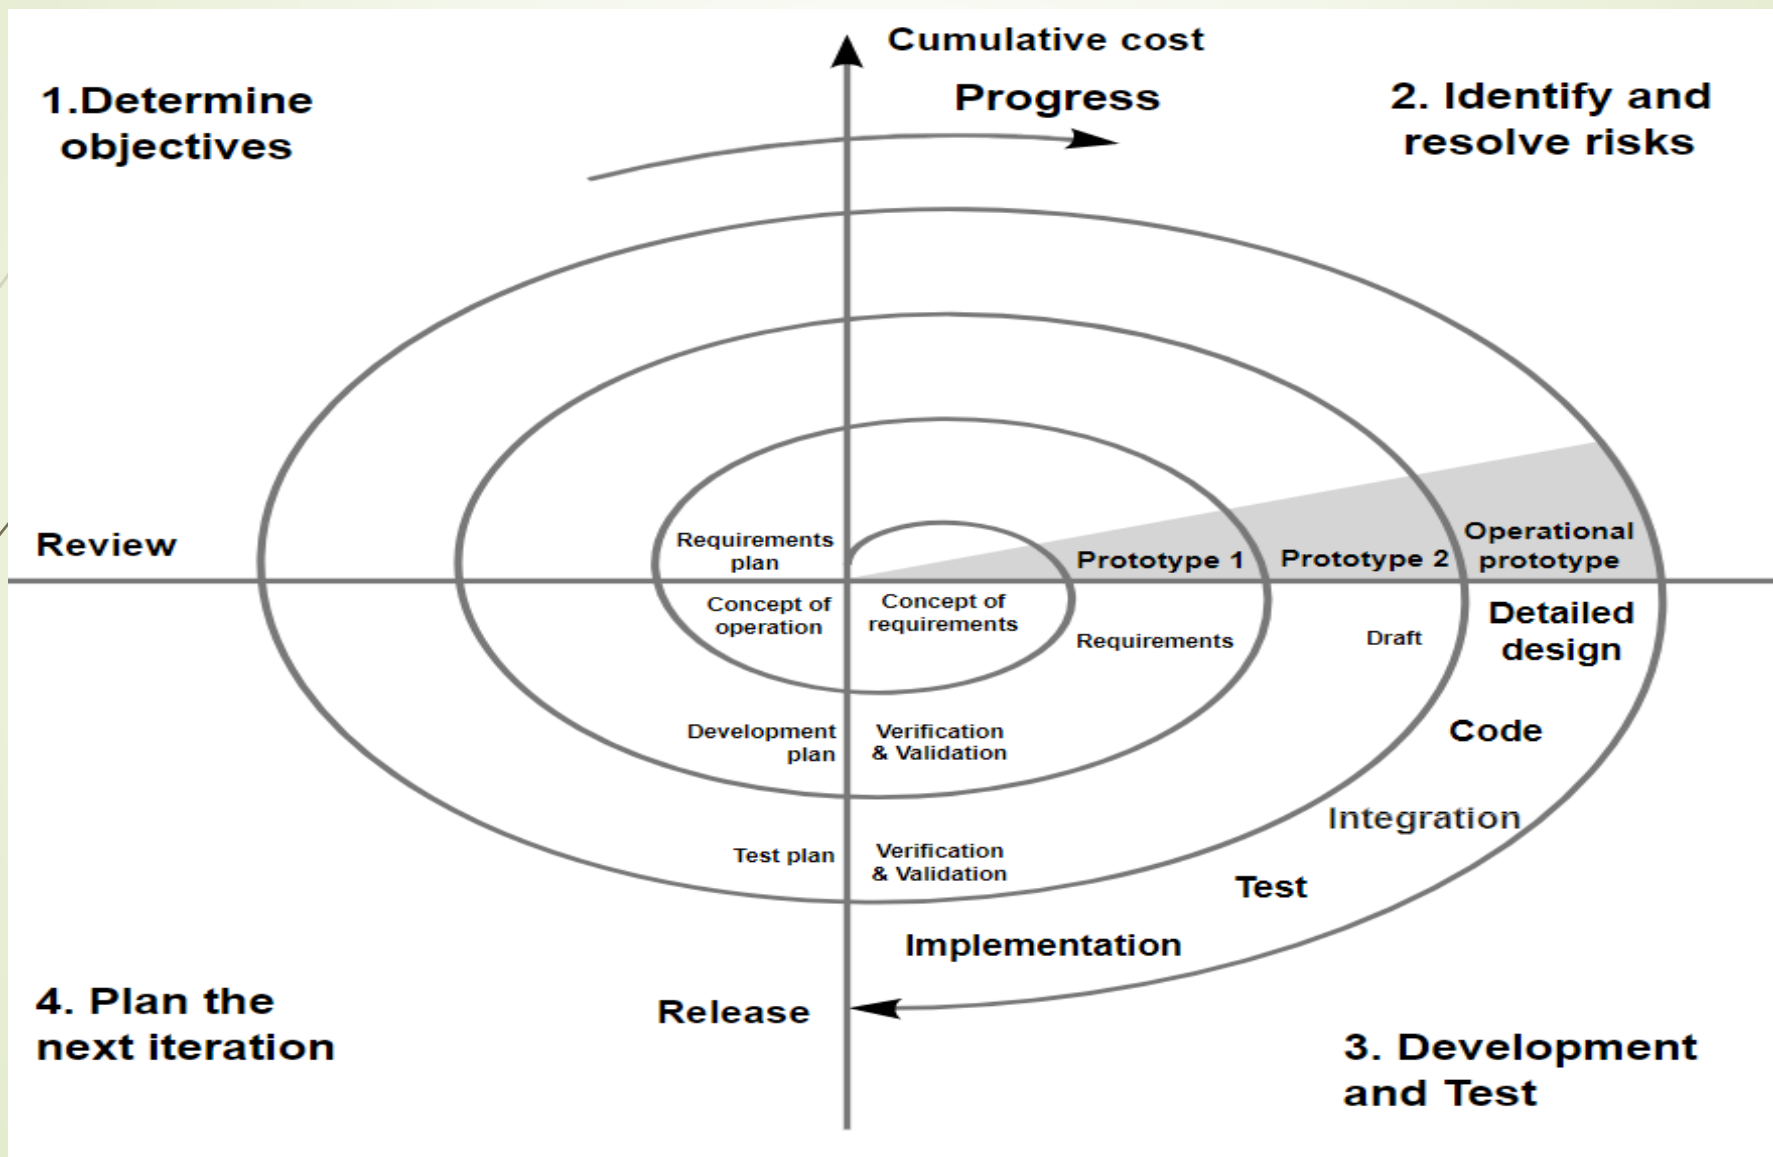 Cumulative cost
Progress
1.Determine
objectives
2. Identify and
resolve risks
Review
Requirements
plan
Prototype 1
Prototype 2
Operational
prototype
Concept of
operation
Concept of
requirements
Requirements
Draft
Detailed
design
Development
plan
Verification
& Validation
Code
Integration
Test plan
Verification
& Validation
Test
Implementation
Release
4. Plan the
next iteration
3. Development
and Test